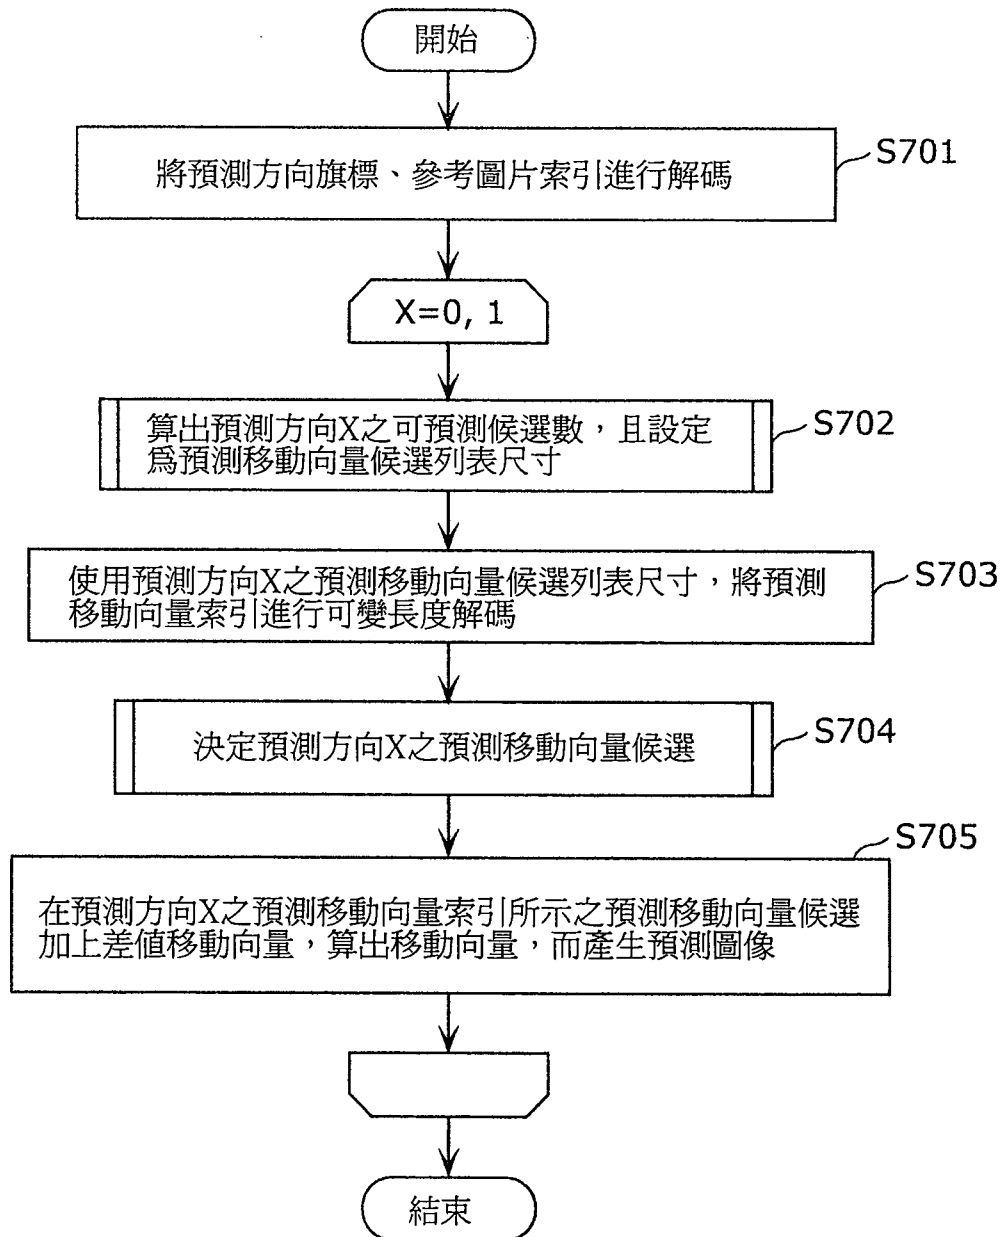 開始
將預測方向旗標、參考圖片索引進行解碼
S701
X=0, 1
算出預測方向X之可預測候選數，且設定
爲預測移動向量候選列表尺寸
S702
使用預測方向X之預測移動向量候選列表尺寸，將預測
移動向量索引進行可變長度解碼
S703
決定預測方向X之預測移動向量候選
S704
S705
在預測方向X之預測移動向量索引所示之預測移動向量候選
加上差值移動向量，算出移動向量，而產生預測圖像
結束